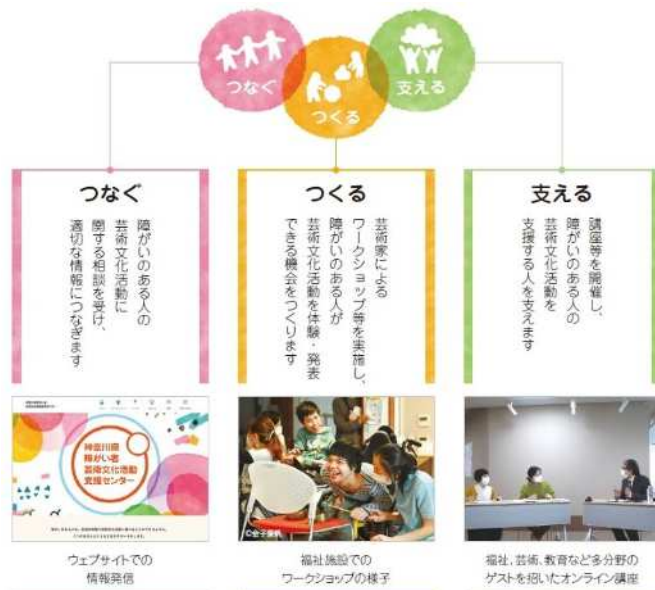 つなぐ
つくる
支える
つなぐ
障がいのある人の
芸術文化活動に
関する相談を受け、
適切な情報につなぎます
つくる
芸術家による
ワークショップ等を実施し、
障がいのある人が
芸術文化活動を体験・発表
できる機会をつくります
支える
講座等を開催し、
障がいのある人の
芸術文化活動を
支援する人を支えます
神奈川県
障がい者
芸術文化活動
支援センター
ウェブサイトでの
情報発信
福祉施設での
ワークショップの様子
福祉、芸術、教育など多分野の
ゲストを招いたオンライン講座